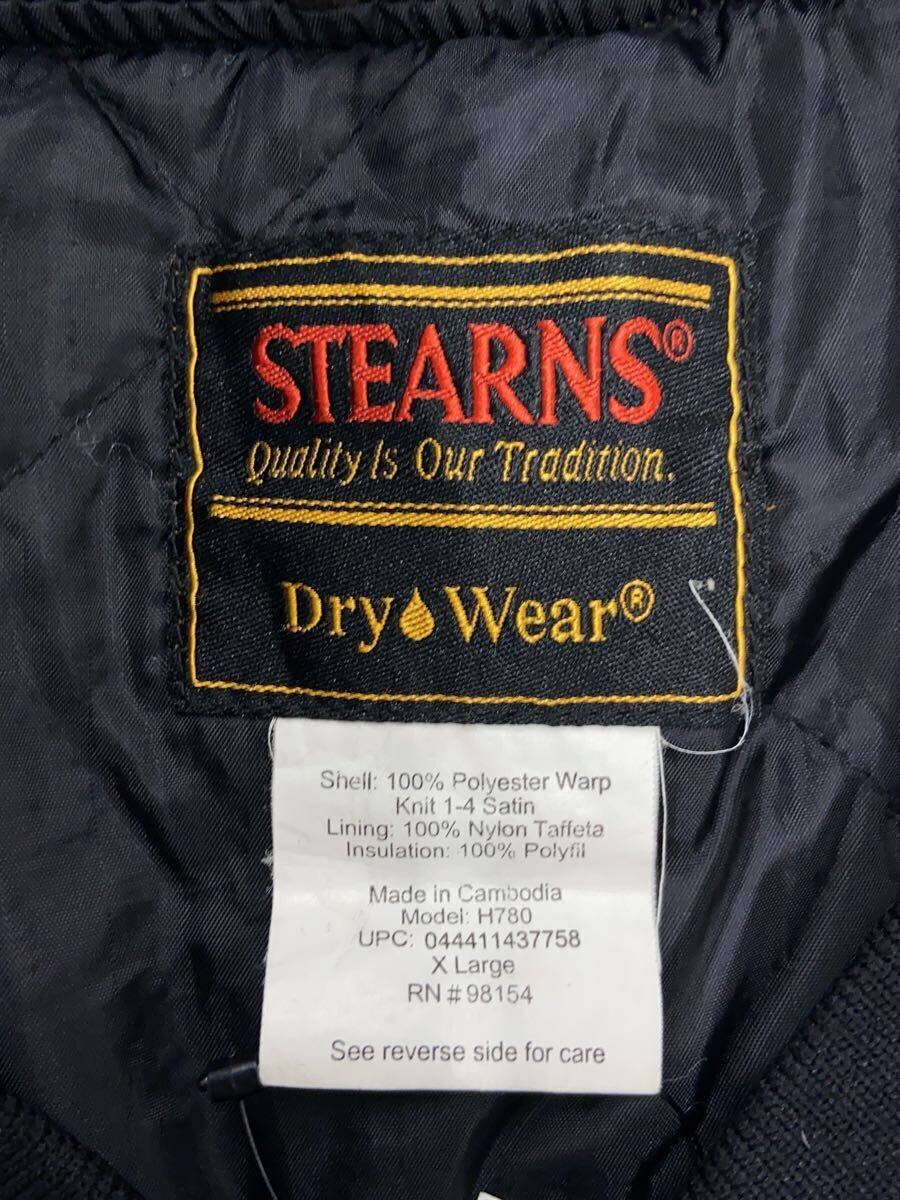 STEARNS®
Quality Is Our Tradition.
Dry Wear®
Shell: 100% Polyester Warp
Knit 1-4 Satin
Lining: 100% Nylon Taffeta
Insulation: 100% Polyfil
Made in Cambodia
Model: H780
UPC: 044411437758
X Large
RN # 98154
See reverse side for care